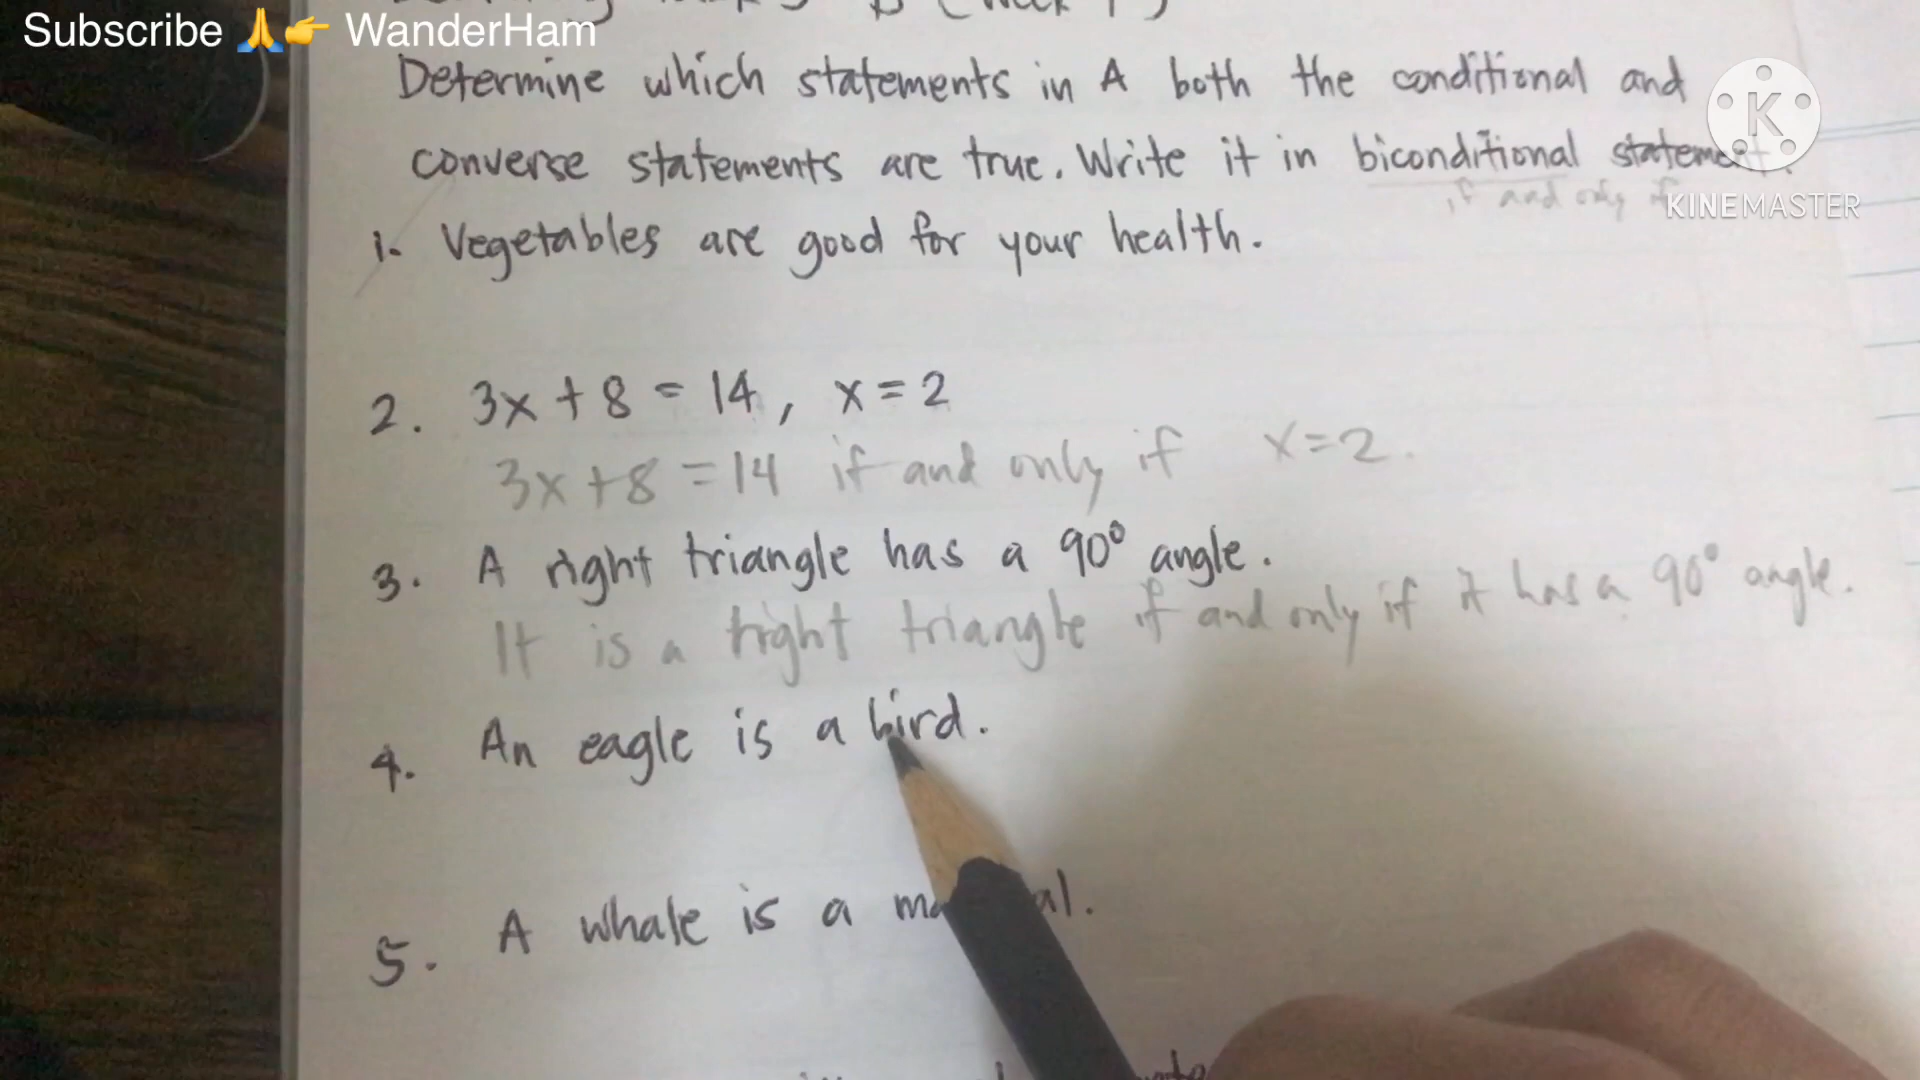 Subscribe 🙏👉 WanderHam
Determine which statements in A both the conditional and
converse statements are true. Write it in biconditional
if and only if
KINEMASTER
1. Vegetables are good for your health.
2. 3x + 8 = 14, x = 2
3x + 8 = 14 if and only if x = 2.
3. A right triangle has a 90° angle.
It is a right triangle if and only if it has a 90° angle.
4. An eagle is a bird.
5. A whale is a